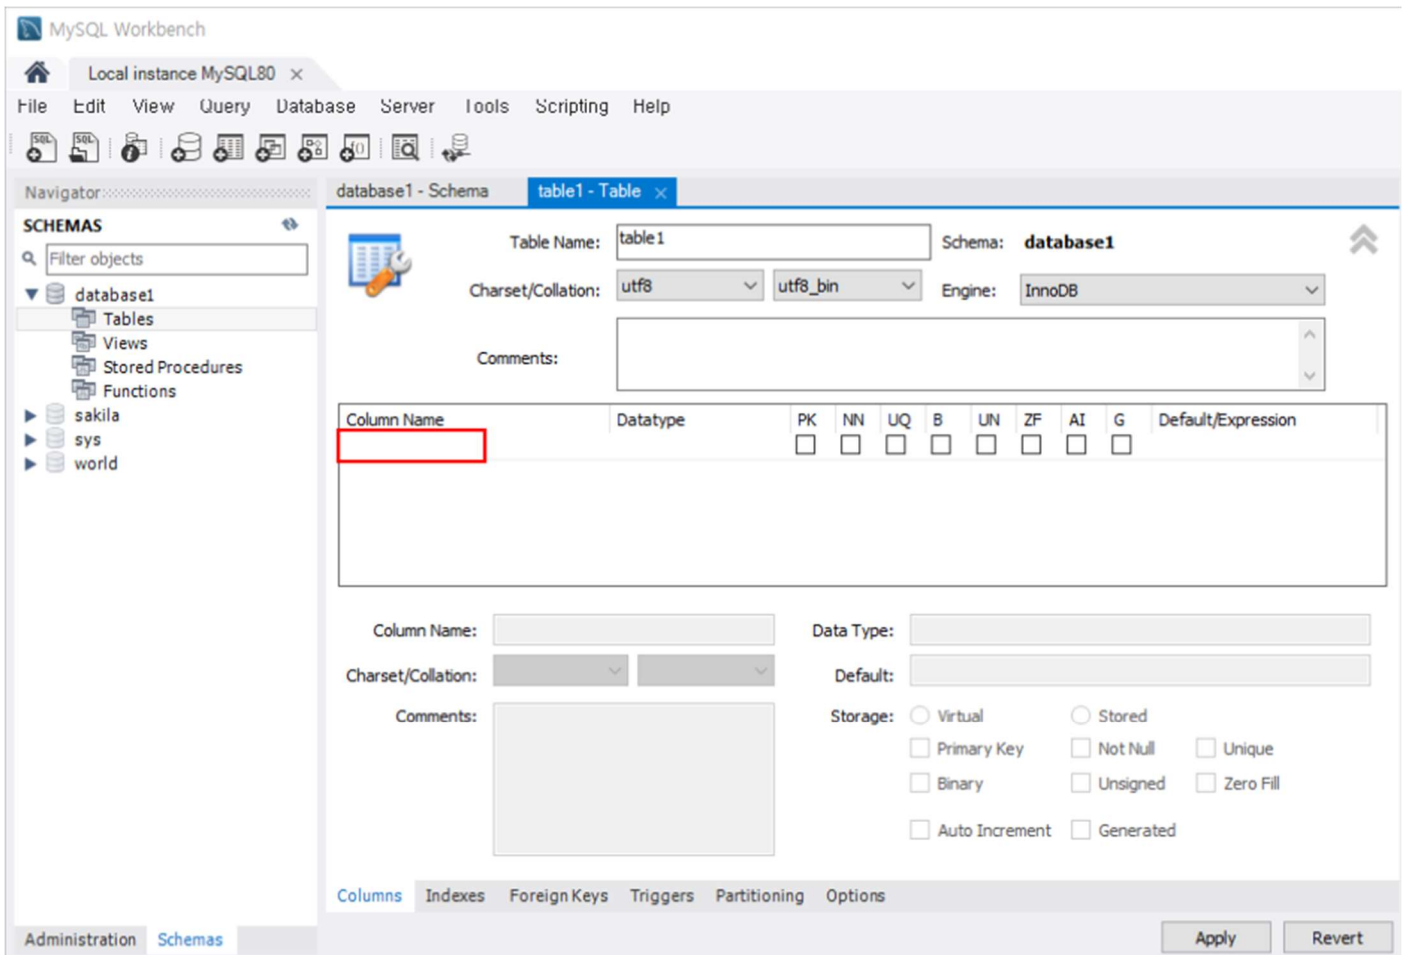 MySQL Workbench
Local instance MySQL80 ×
File Edit View Query Database Server Tools Scripting Help
SQL SQL
Navigator
SCHEMAS
Filter objects
database1
Tables
Views
Stored Procedures
Functions
sakila
sys
world
Administration Schemas
database1 - Schema table1 - Table ×
Table Name: table1 Schema: database1
Charset/Collation: utf8 utf8_bin Engine: InnoDB
Comments:
Column Name Datatype PK NN UQ B UN ZF AI G Default/Expression
Column Name: Data Type:
Charset/Collation: Default:
Comments: Storage: Virtual Stored
Primary Key Not Null Unique
Binary Unsigned Zero Fill
Auto Increment Generated
Columns Indexes Foreign Keys Triggers Partitioning Options
Apply Revert